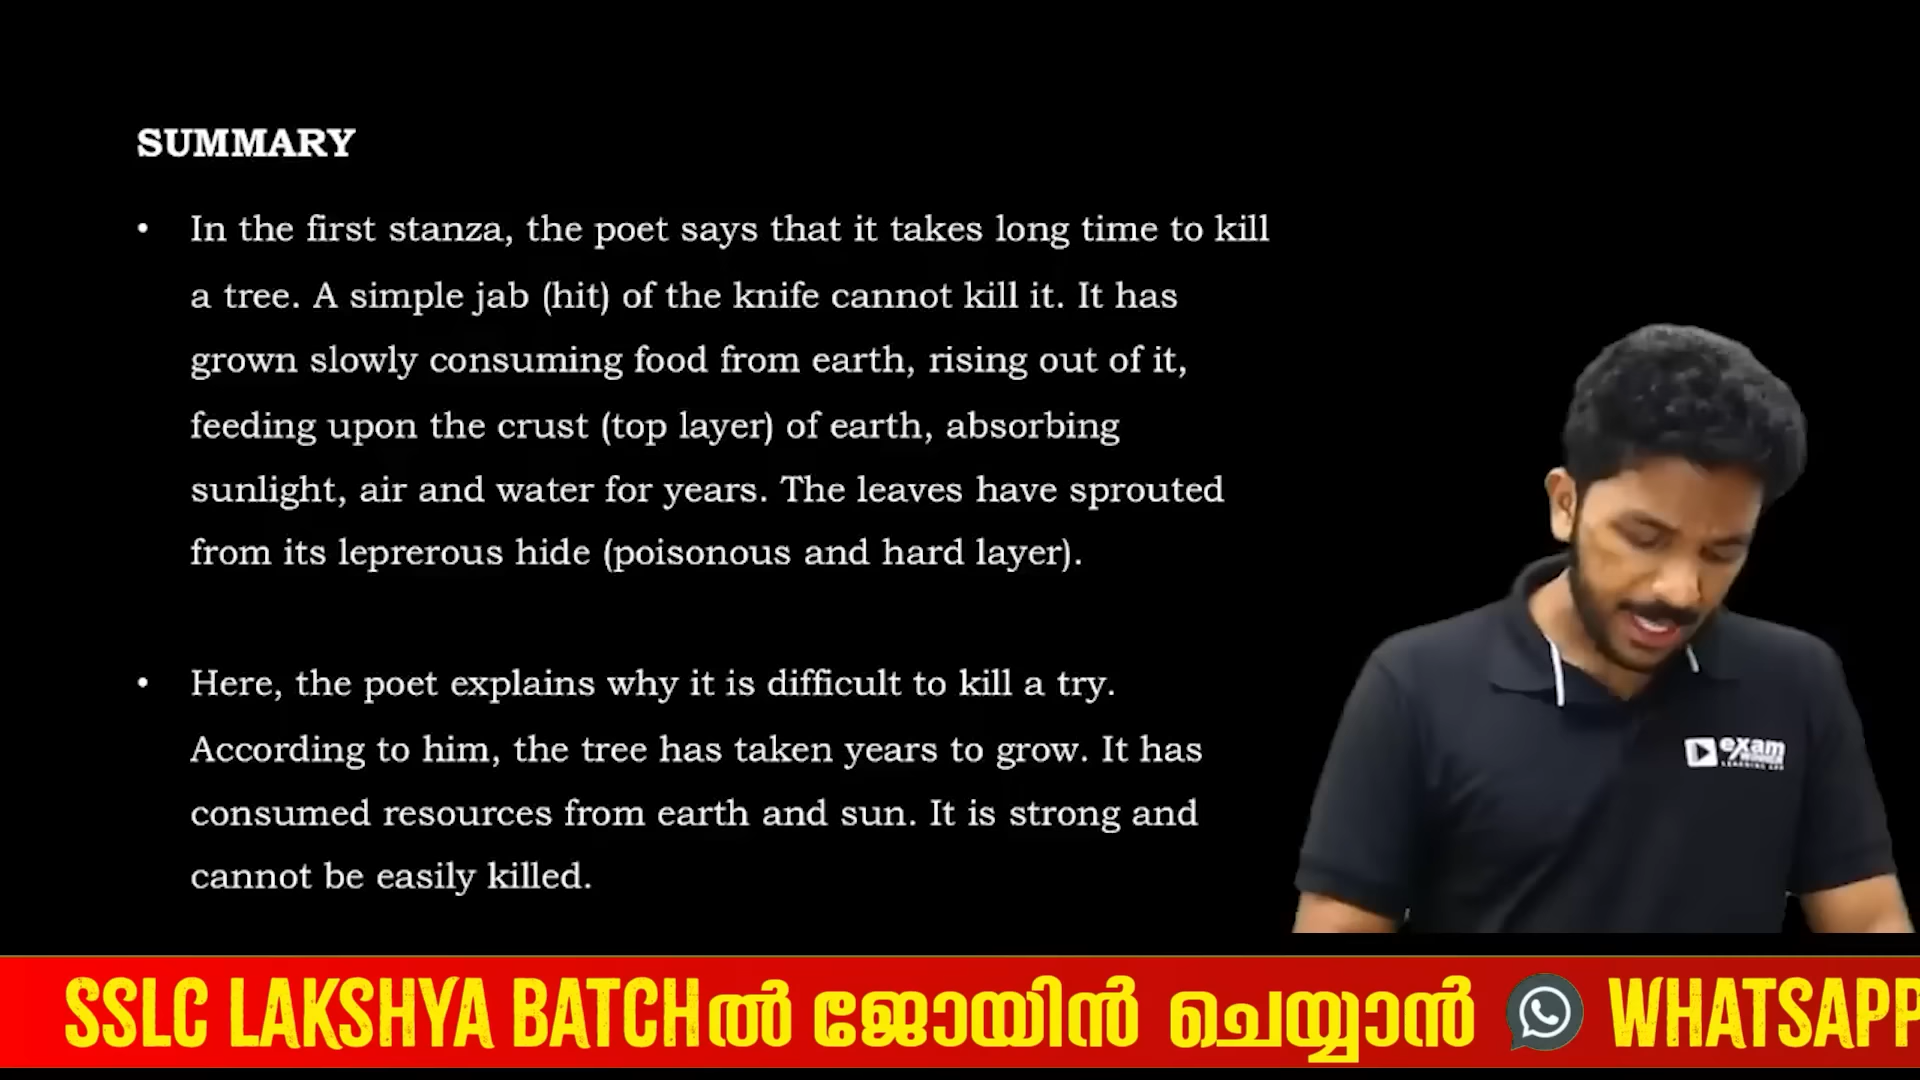 SUMMARY
• In the first stanza, the poet says that it takes long time to kill
a tree. A simple jab (hit) of the knife cannot kill it. It has
grown slowly consuming food from earth, rising out of it,
feeding upon the crust (top layer) of earth, absorbing
sunlight, air and water for years. The leaves have sprouted
from its leprerous hide (poisonous and hard layer).
• Here, the poet explains why it is difficult to kill a try.
According to him, the tree has taken years to grow. It has
consumed resources from earth and sun. It is strong and
cannot be easily killed.
exam
WINNER
LEARNING APP
SSLC LAKSHYA BATCHൽ ജോയിൻ ചെയ്യാൻ WHATSAPP